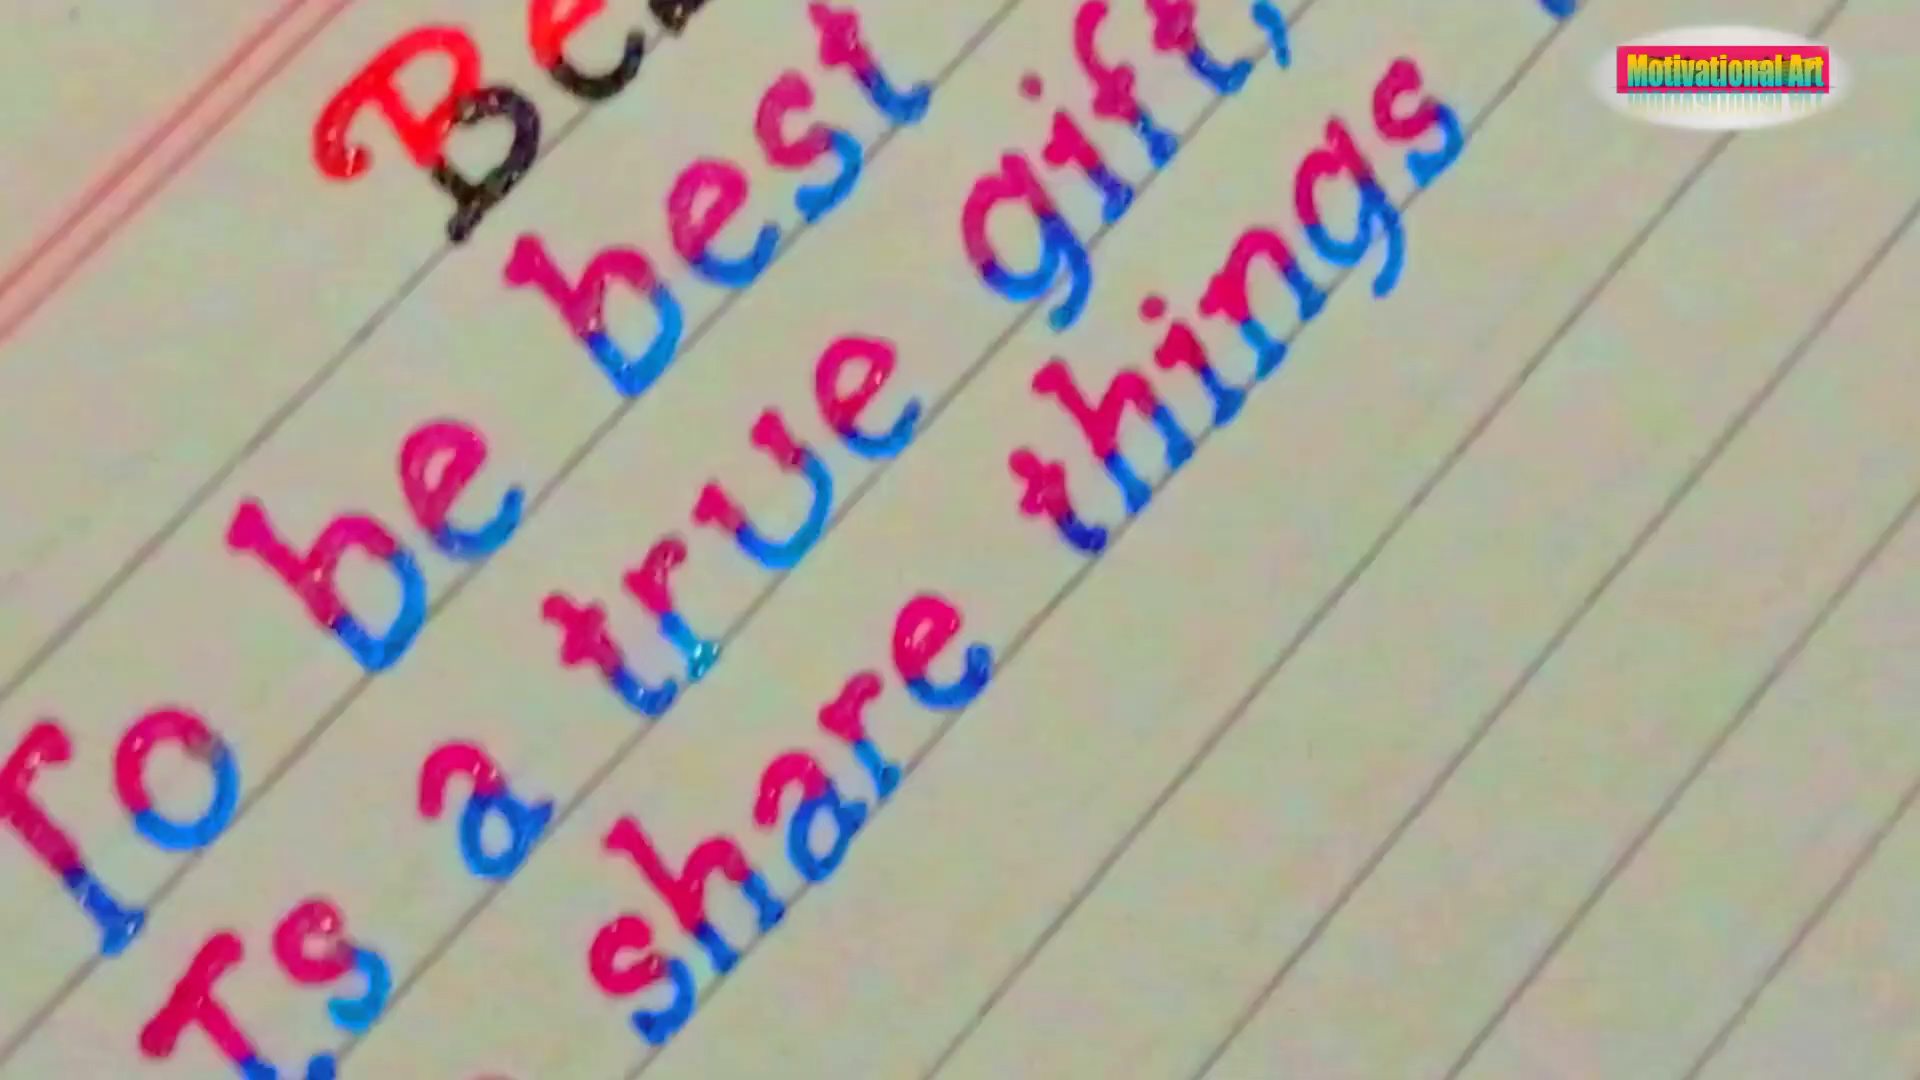 Motivational Art
Be
To be best
Is a true gift,
share things